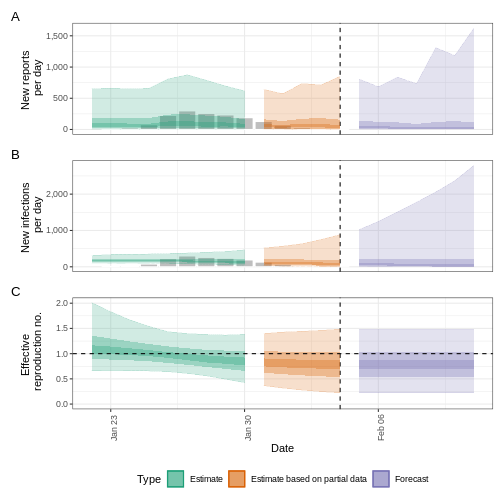 A
New reports
per day
1,500
1,000
500
0
B
New infections
per day
2,000
1,000
0
C
Effective
reproduction no.
2.0
1.5
1.0
0.5
0.0
Jan 23
Jan 30
Feb 06
Date
Type Estimate Estimate based on partial data Forecast